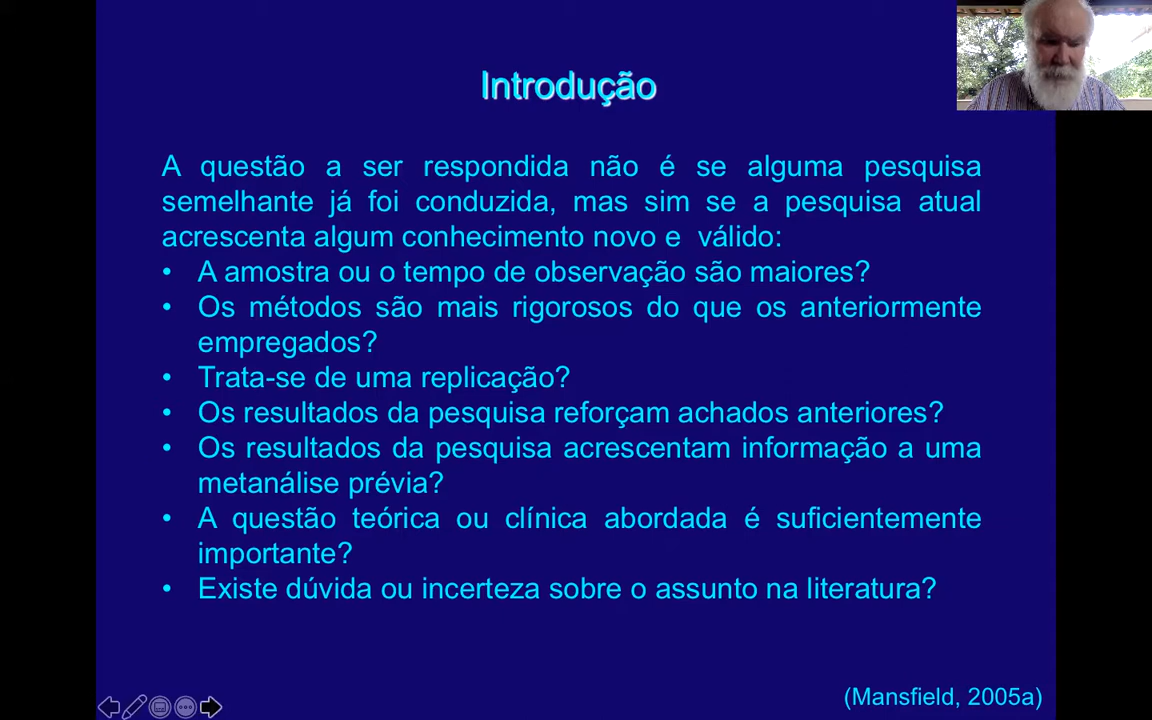 Introdução
A questão a ser respondida não é se alguma pesquisa
semelhante já foi conduzida, mas sim se a pesquisa atual
acrescenta algum conhecimento novo e válido:
• A amostra ou o tempo de observação são maiores?
• Os métodos são mais rigorosos do que os anteriormente
empregados?
• Trata-se de uma replicação?
• Os resultados da pesquisa reforçam achados anteriores?
• Os resultados da pesquisa acrescentam informação a uma
metanálise prévia?
• A questão teórica ou clínica abordada é suficientemente
importante?
• Existe dúvida ou incerteza sobre o assunto na literatura?
(Mansfield, 2005a)